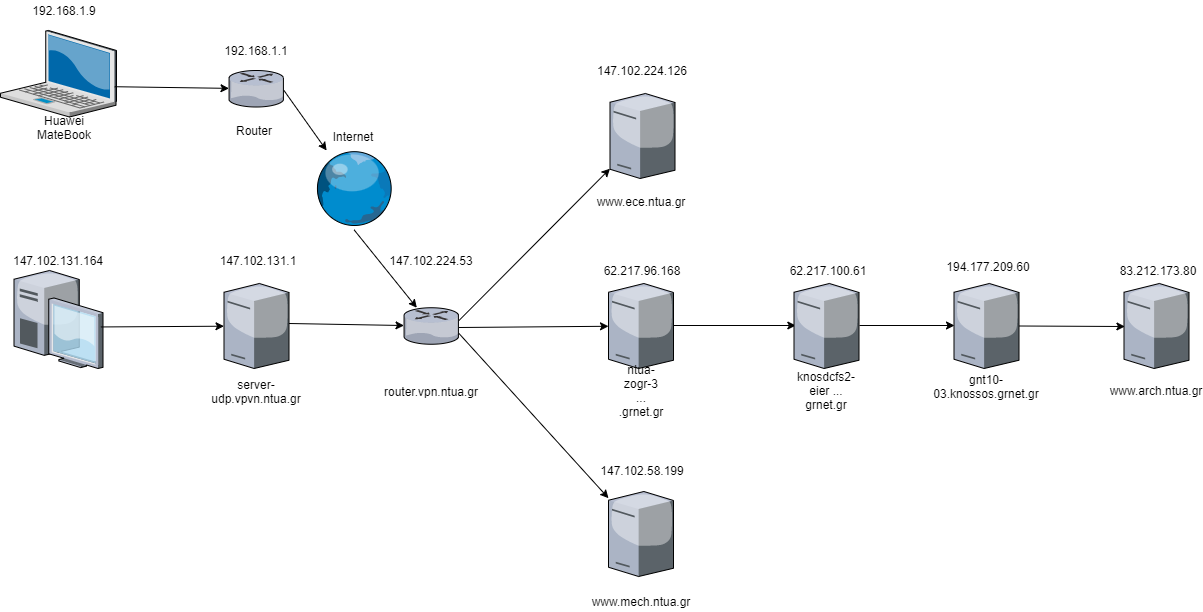 192.168.1.9
Huawei
MateBook
192.168.1.1
Router
Internet
147.102.224.126
www.ece.ntua.gr
147.102.131.164
147.102.131.1
server-
udp.vpvn.ntua.gr
147.102.224.53
router.vpn.ntua.gr
62.217.96.168
ntua-
zogr-3
...
.grnet.gr
62.217.100.61
knosdcfs2-
eier ...
grnet.gr
194.177.209.60
gnt10-
03.knossos.grnet.gr
83.212.173.80
www.arch.ntua.gr
147.102.58.199
www.mech.ntua.gr